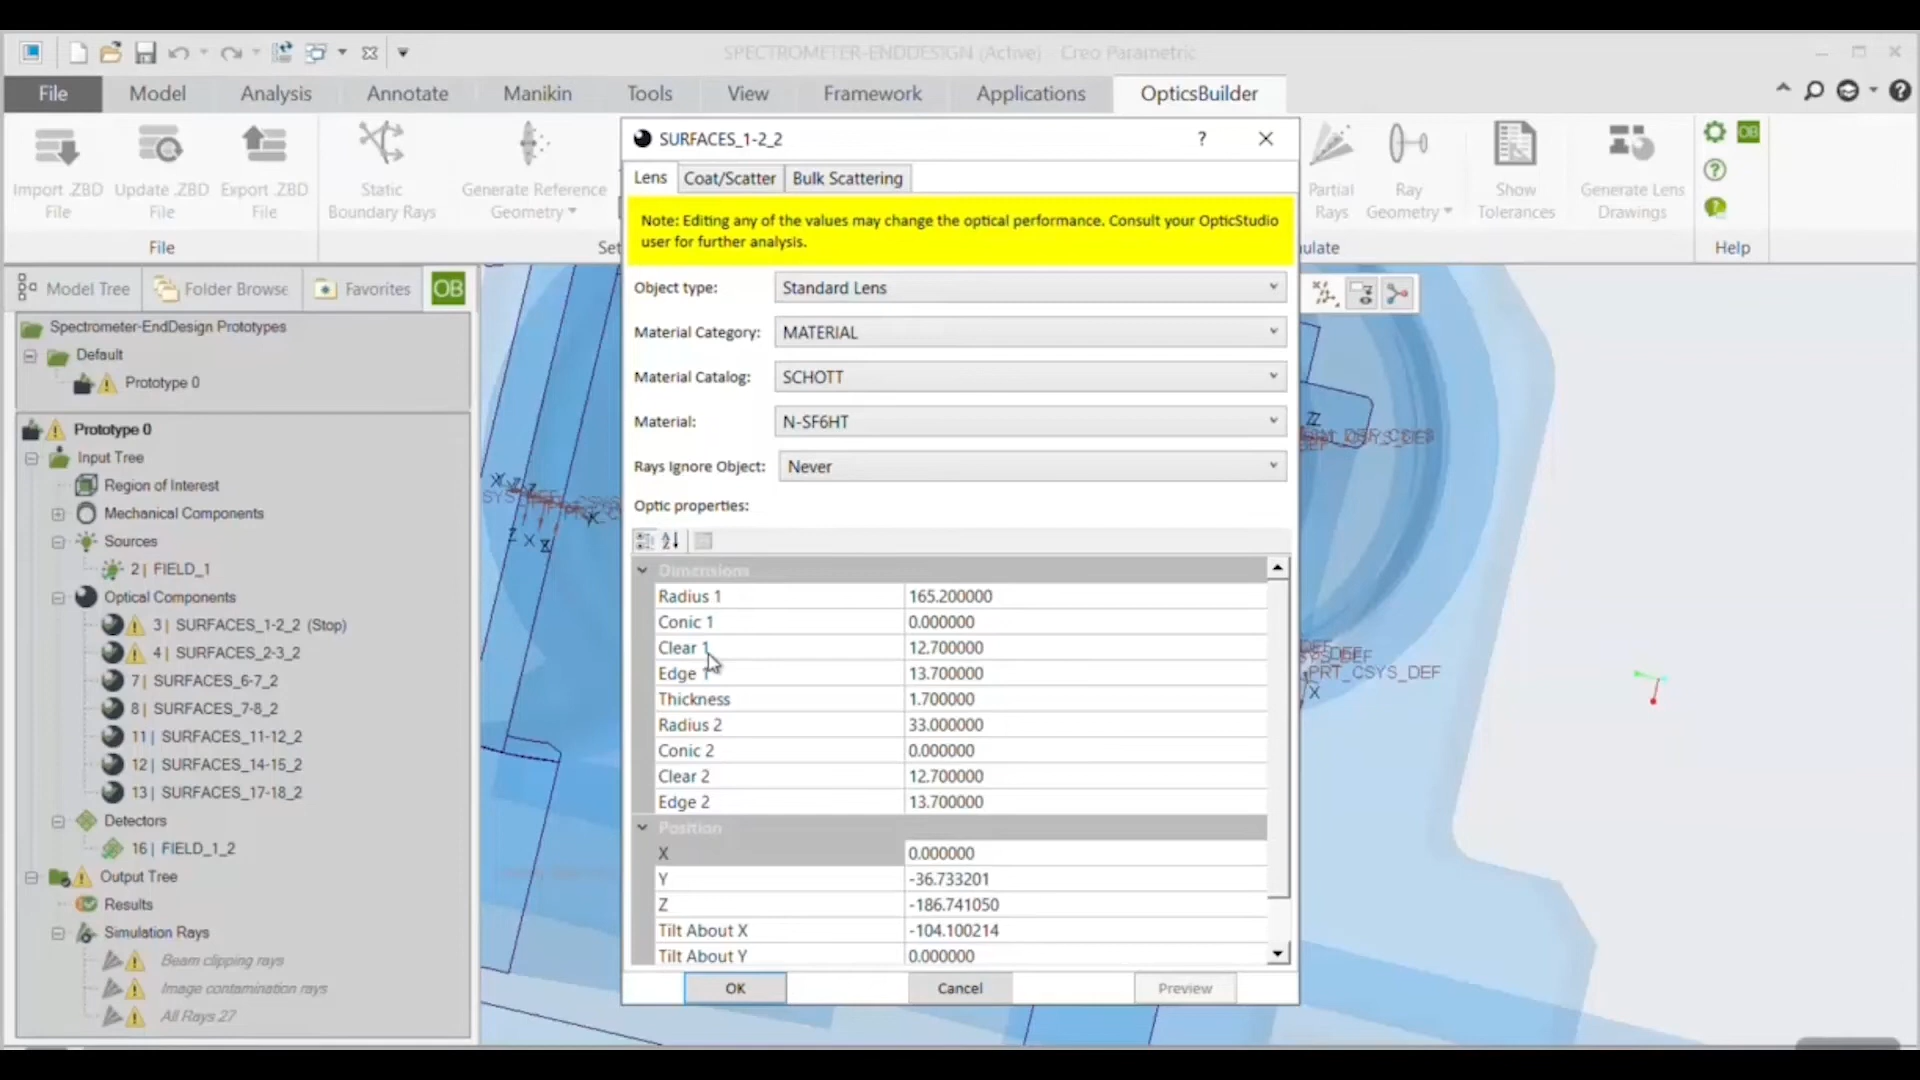 SPECTROMETER-ENDDESIGN (Active) Creo Parametric
File Model Analysis Annotate Manikin Tools View Framework Applications OpticsBuilder
Import .ZBD File
Update .ZBD File
Export .ZBD File
Static Boundary Rays
Generate Reference Geometry
Partial Rays
Ray Geometry
Show Tolerances
Generate Lens Drawings
File
Set
ulate
Help
Model Tree
Folder Browse
Favorites
OB
OB
Spectrometer-EndDesign Prototypes
Default
Prototype 0
Prototype 0
Input Tree
Region of Interest
Mechanical Components
Sources
2| FIELD_1
Optical Components
3| SURFACES_1-2_2 (Stop)
4| SURFACES_2-3_2
7| SURFACES_6-7_2
8| SURFACES_7-8_2
11| SURFACES_11-12_2
12| SURFACES_14-15_2
13| SURFACES_17-18_2
Detectors
16| FIELD_1_2
Output Tree
Results
Simulation Rays
Beam clipping rays
Image contamination rays
All Rays 27
SURFACES_1-2_2
?
Lens Coat/Scatter Bulk Scattering
Note: Editing any of the values may change the optical performance. Consult your OpticStudio
user for further analysis.
Object type: Standard Lens
Material Category: MATERIAL
Material Catalog: SCHOTT
Material: N-SF6HT
Rays Ignore Object: Never
Optic properties:
Dimensions
Radius 1 165.200000
Conic 1 0.000000
Clear 1 12.700000
Edge 1 13.700000
Thickness 1.700000
Radius 2 33.000000
Conic 2 0.000000
Clear 2 12.700000
Edge 2 13.700000
Position
X 0.000000
Y -36.733201
Z -186.741050
Tilt About X -104.100214
Tilt About Y 0.000000
OK Cancel Preview
PRT_CSYS_DEF
X
Z X